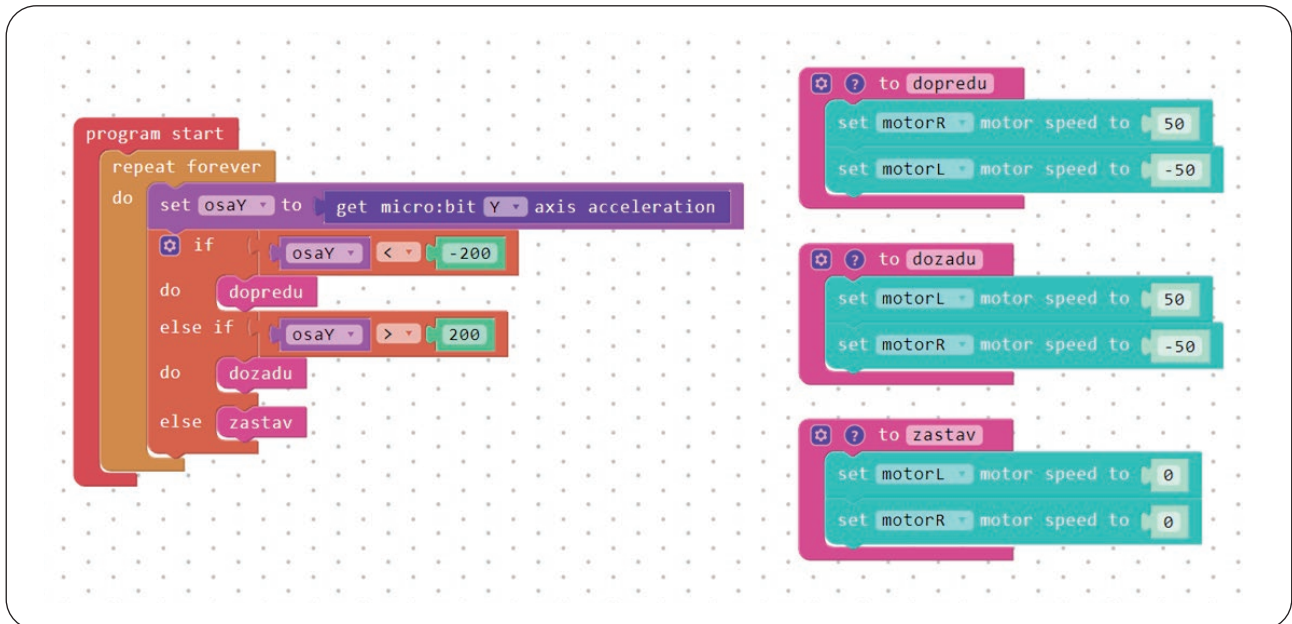 program start
repeat forever
do set osaY to get micro:bit Y axis acceleration
if osaY < -200
do dopredu
else if osaY > 200
do dozadu
else zastav
? to dopredu
set motorR motor speed to 50
set motorL motor speed to -50
? to dozadu
set motorL motor speed to 50
set motorR motor speed to -50
? to zastav
set motorL motor speed to 0
set motorR motor speed to 0